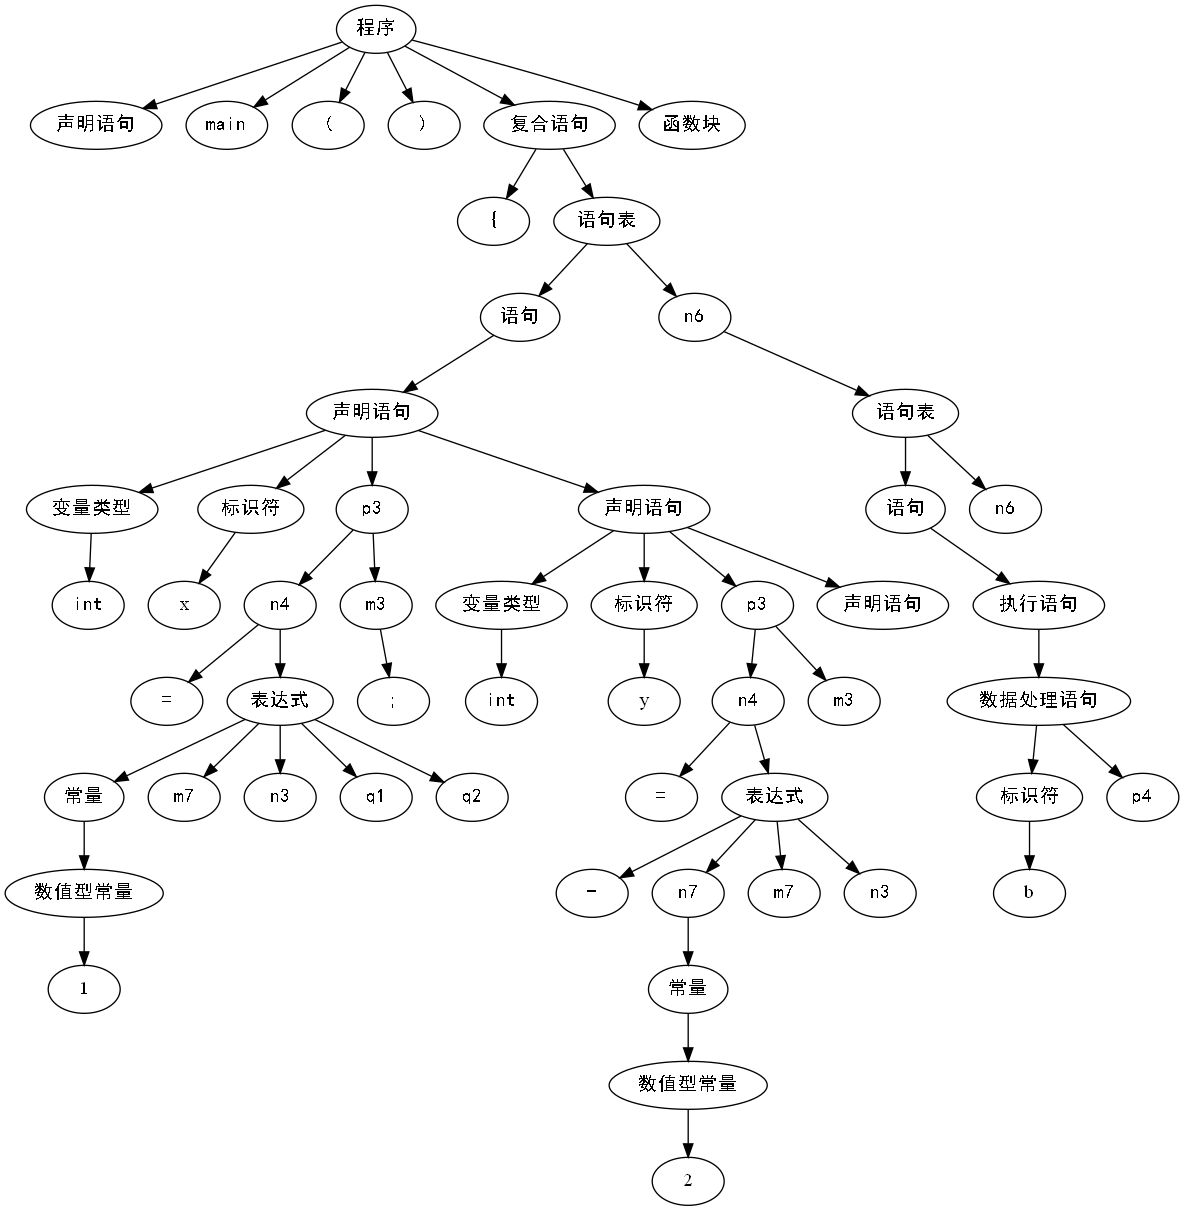 程序
声明语句 main ( ) 复合语句 函数块
{ 语句表
语句 n6
声明语句 语句表
变量类型 标识符 p3 声明语句 语句 n6
int x n4 m3 变量类型 标识符 p3 声明语句 执行语句
= 表达式 ; int y n4 m3 数据处理语句
常量 m7 n3 q1 q2 = 表达式 标识符 p4
数值型常量 - n7 m7 n3 b
1 常量
数值型常量
2